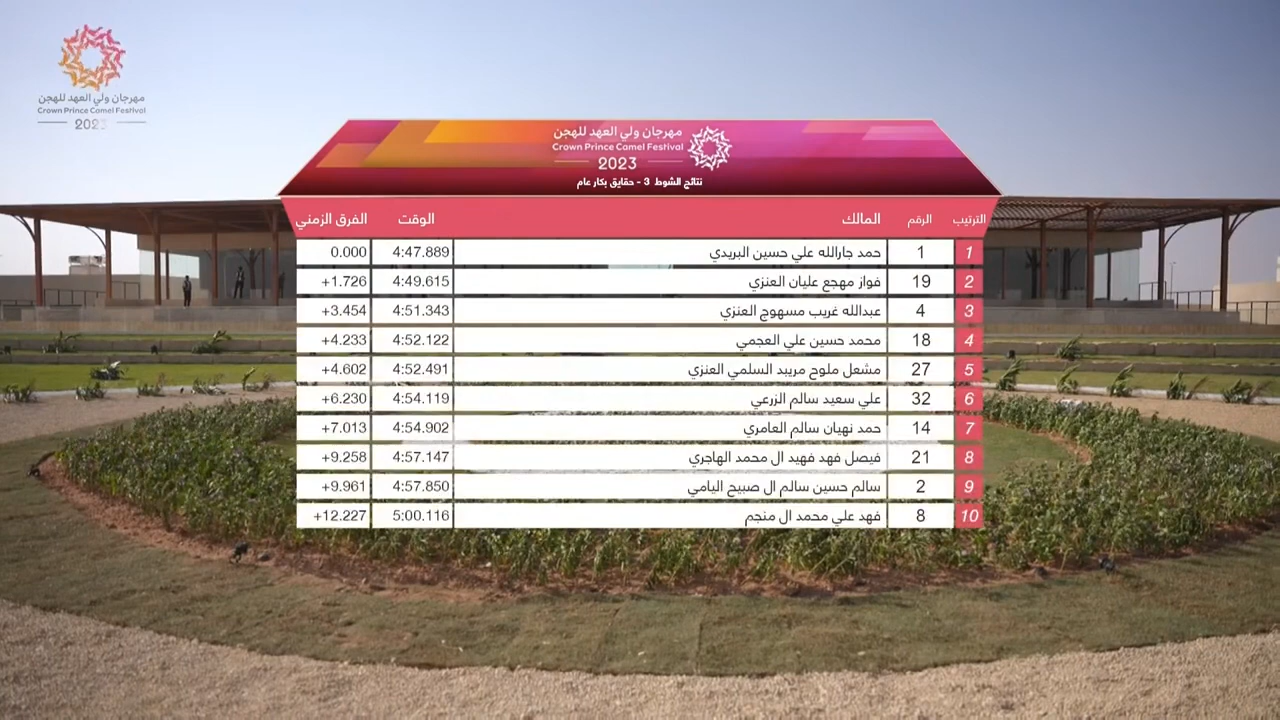 مهرجان ولي العهد للهجن
Crown Prince Camel Festival
2023
مهرجان ولي العهد للهجن
Crown Prince Camel Festival
2023
نتائج الشوط 3 - حقايق بكار عام
الترتيب الرقم المالك الوقت الفرق الزمني
1 1 حمد جارالله علي حسين البريدي 4:47.889 0.000
2 19 فواز مهجع عليان العنزي 4:49.615 +1.726
3 4 عبدالله غريب مسهوج العنزي 4:51.343 +3.454
4 18 محمد حسين علي العجمي 4:52.122 +4.233
5 27 مشعل ملوح مريبد السلمي العنزي 4:52.491 +4.602
6 32 علي سعيد سالم الزرعي 4:54.119 +6.230
7 14 حمد نهيان سالم العامري 4:54.902 +7.013
8 21 فيصل فهد فهيد ال محمد الهاجري 4:57.147 +9.258
9 2 سالم حسين سالم ال صبيح اليامي 4:57.850 +9.961
10 8 فهد علي محمد ال منجم 5:00.116 +12.227